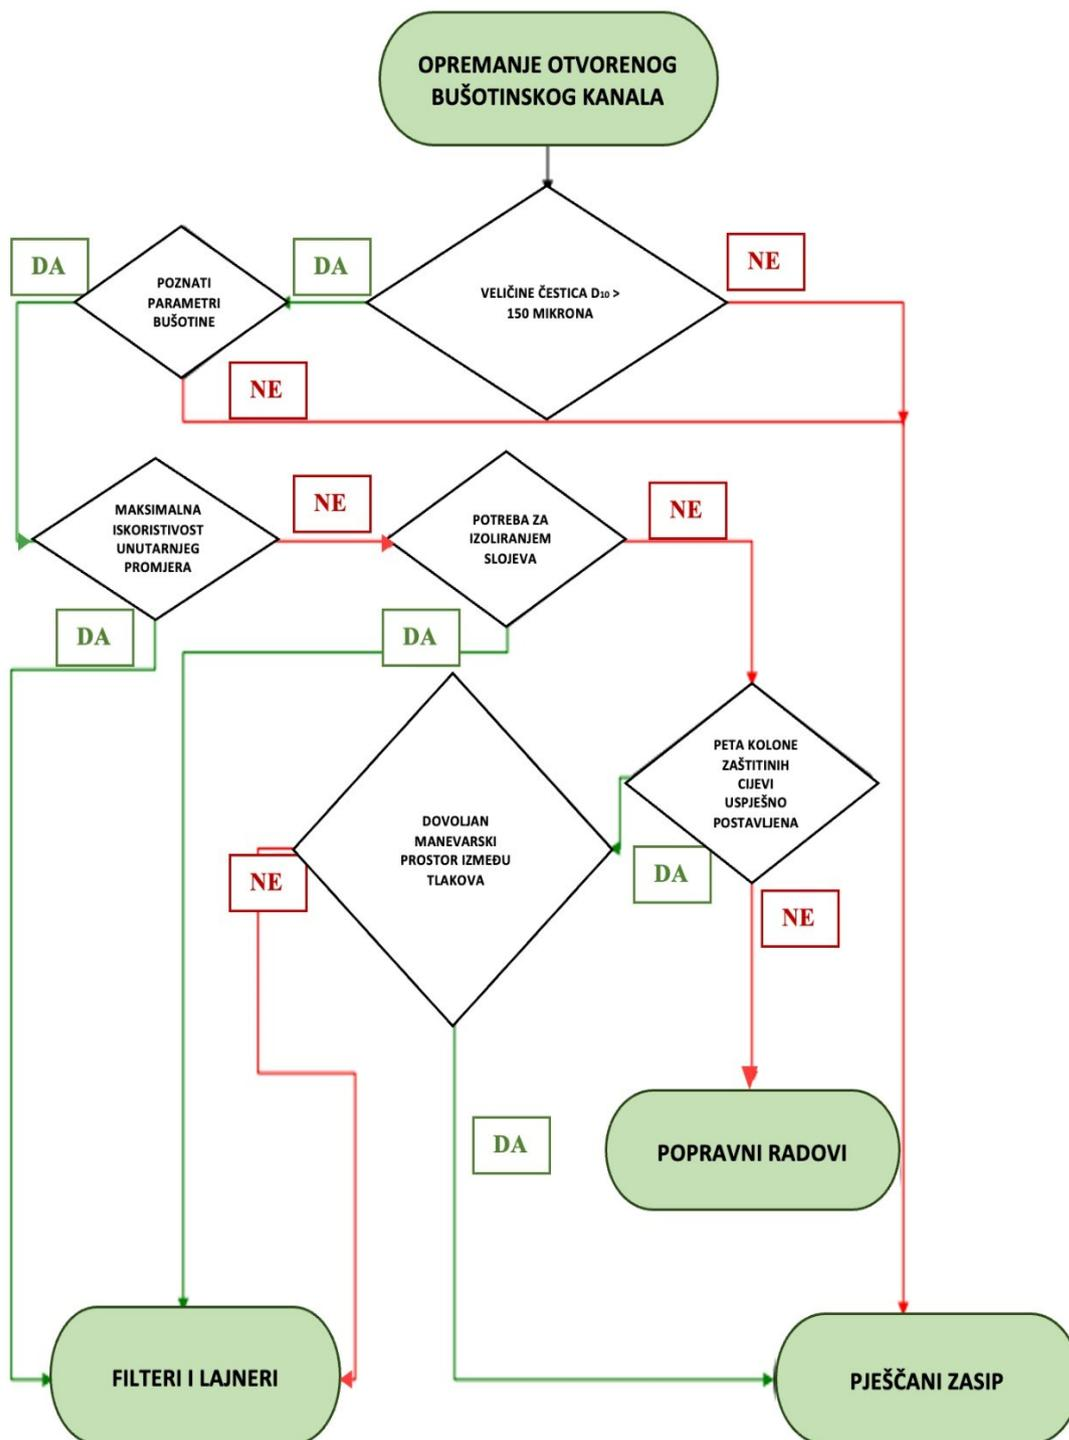 OPREMANJE OTVORENOG
BUŠOTINSKOG KANALA
DA
DA
NE
POZNATI
PARAMETRI
BUŠOTINE
VELIČINE ČESTICA D₁₀ >
150 MIKRONA
NE
MAKSIMALNA
ISKORISTIVOST
UNUTARNJEG
PROMJERA
NE
POTREBA ZA
IZOLIRANJEM
SLOJEVA
NE
DA
DA
PETA KOLONE
ZAŠTITINIH
CIJEVI
USPJEŠNO
POSTAVLJENA
DOVOLJAN
MANEVARSKI
PROSTOR IZMEĐU
TLAKOVA
NE
DA
NE
DA
POPRAVNI RADOVI
FILTERI I LAJNERI
PJEŠČANI ZASIP